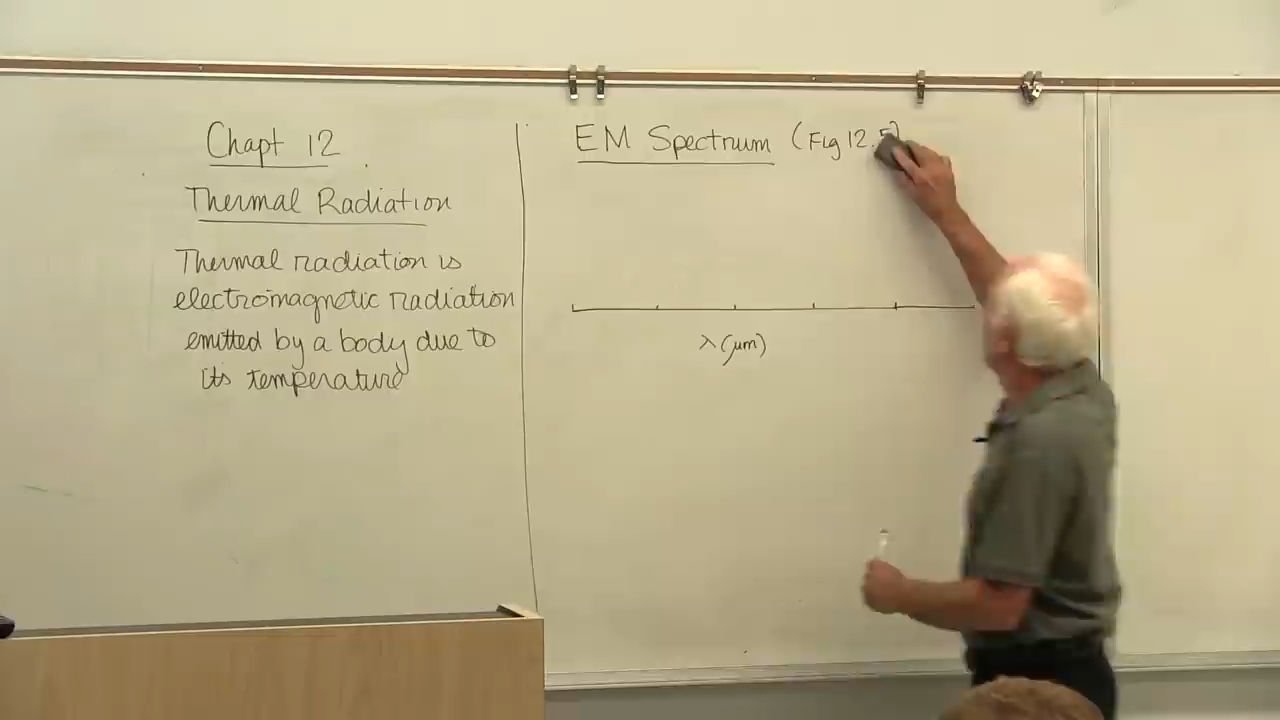 Chapt 12
Thermal Radiation
Thermal radiation is
electromagnetic radiation
emitted by a body due to
its temperature
EM Spectrum (Fig 12.5)
λ(μm)